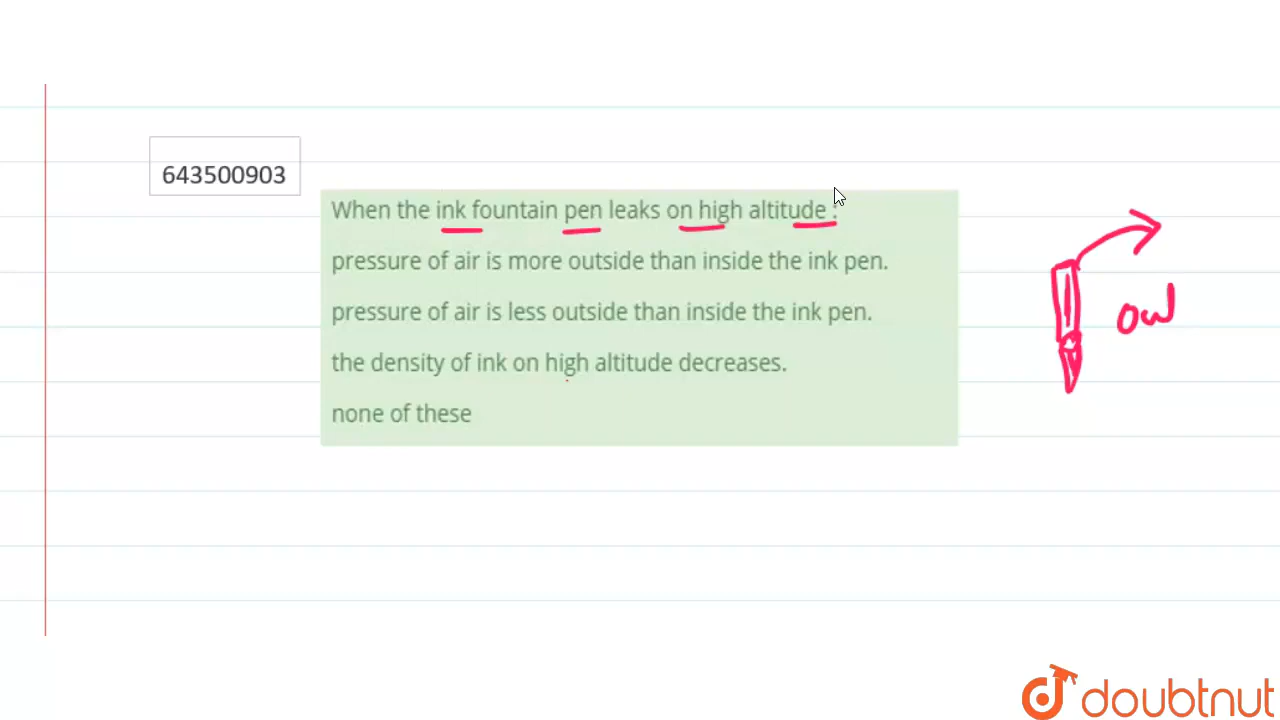 643500903
When the ink fountain pen leaks on high altitude :
pressure of air is more outside than inside the ink pen.
pressure of air is less outside than inside the ink pen.
the density of ink on high altitude decreases.
none of these
doubtnut